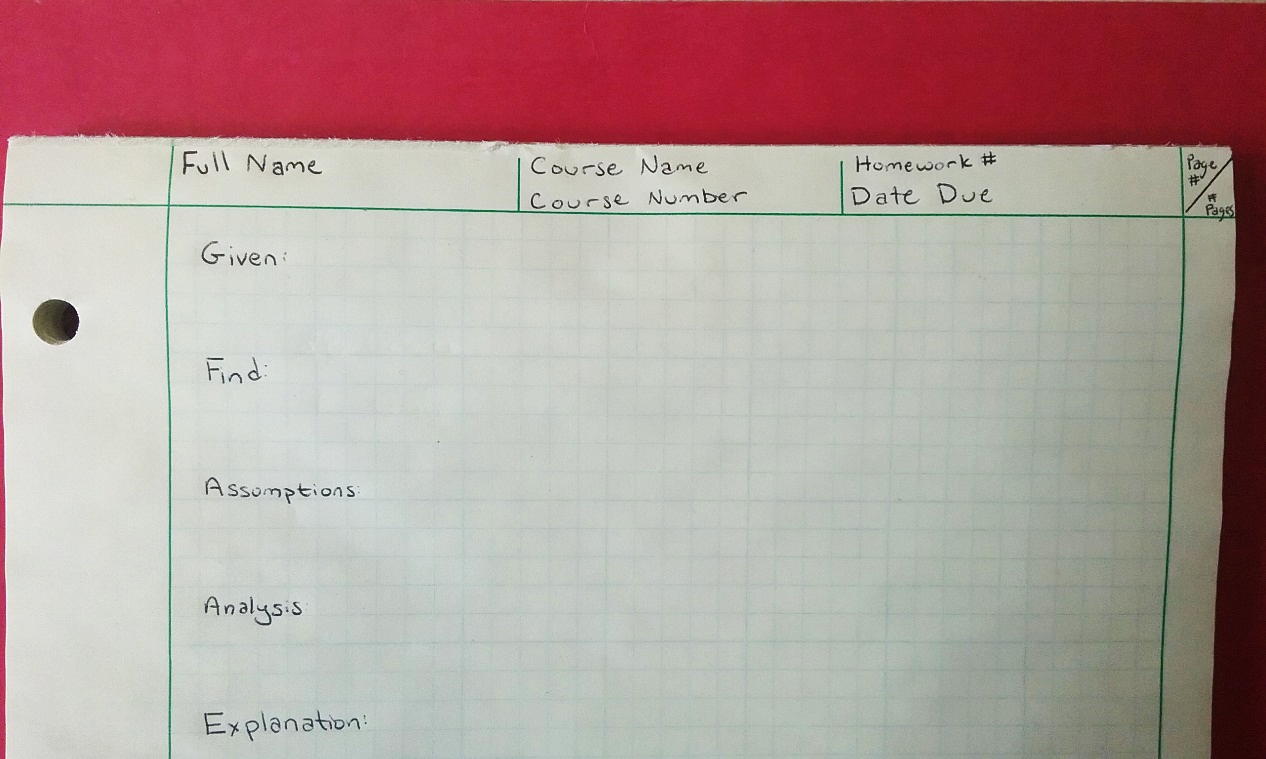 Full Name
Course Name
Course Number
Homework #
Date Due
Page
#
#
Pages
Given:
Find:
Assumptions:
Analysis:
Explanation: